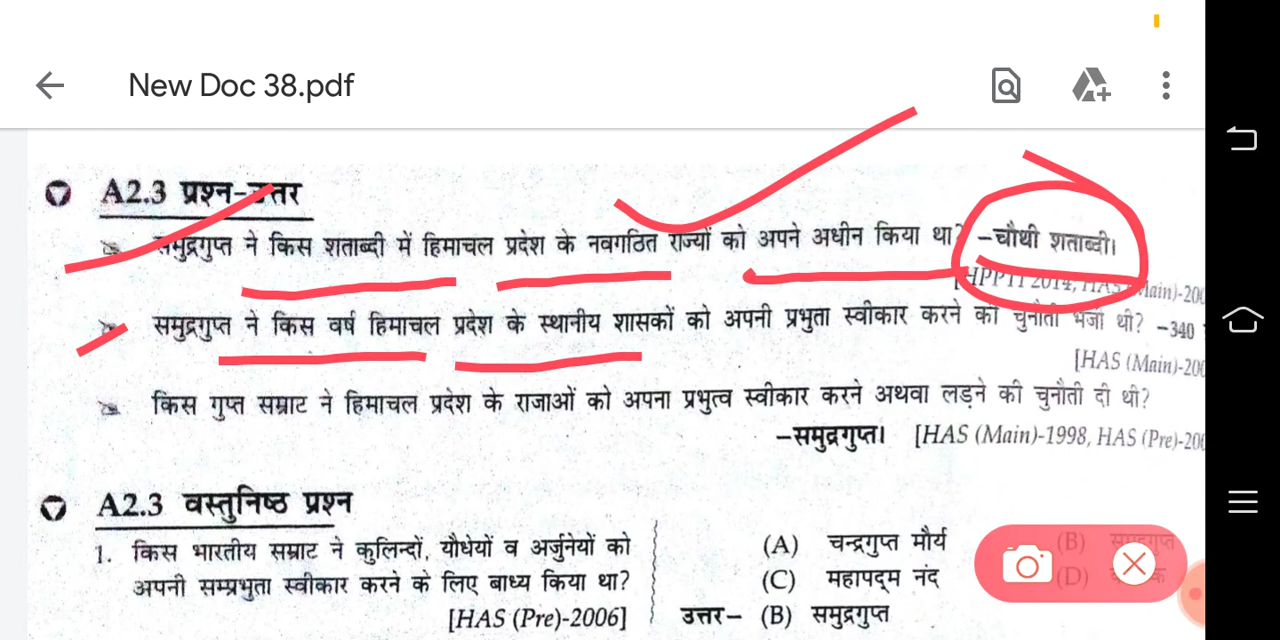 New Doc 38.pdf
A2.3 प्रश्न-उत्तर
समुद्रगुप्त ने किस शताब्दी में हिमाचल प्रदेश के नवगठित राज्यों को अपने अधीन किया था? -चौथी शताब्दी।
समुद्रगुप्त ने किस वर्ष हिमाचल प्रदेश के स्थानीय शासकों को अपनी प्रभुता स्वीकार करने की चुनौती भेजी थी? -340
[HAS (Main)-200
किस गुप्त सम्राट ने हिमाचल प्रदेश के राजाओं को अपना प्रभुत्व स्वीकार करने अथवा लड़ने की चुनौती दी थी?
-समुद्रगुप्त। [HAS (Main)-1998, HAS (Pre)-200
A2.3 वस्तुनिष्ठ प्रश्न
1. किस भारतीय सम्राट ने कुलिन्दों, यौधेयों व अर्जुनेयों को
अपनी सम्प्रभुता स्वीकार करने के लिए बाध्य किया था?
[HAS (Pre)-2006]
(A) चन्द्रगुप्त मौर्य (B) समुद्रगुप्त
(C) महापद्म नंद (D)
उत्तर- (B) समुद्रगुप्त